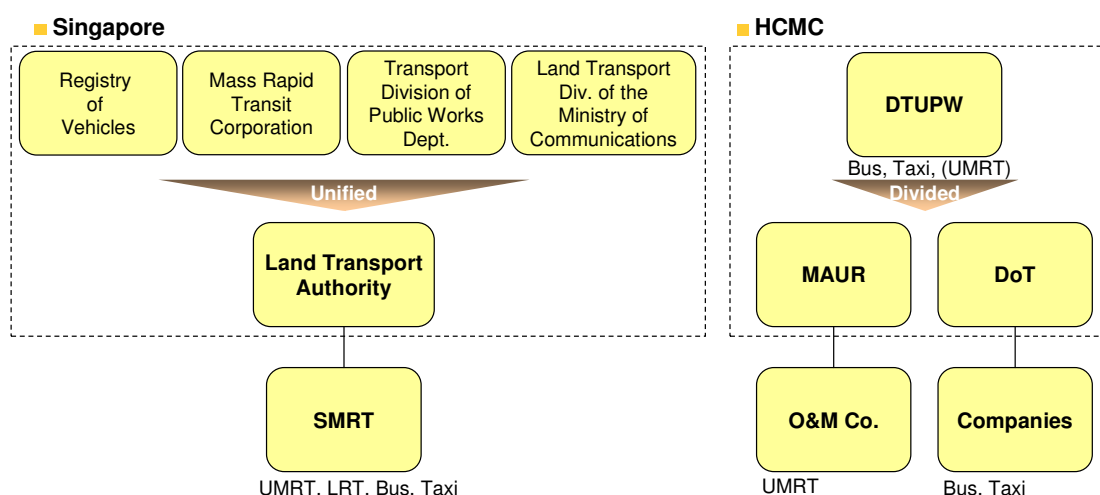 Singapore
Registry
of
Vehicles
Mass Rapid
Transit
Corporation
Transport
Division of
Public Works
Dept.
Land Transport
Div. of the
Ministry of
Communications
Unified
Land Transport
Authority
SMRT
UMRT, LRT, Bus, Taxi
HCMC
DTUPW
Bus, Taxi, (UMRT)
Divided
MAUR
DoT
O&M Co.
Companies
UMRT
Bus, Taxi